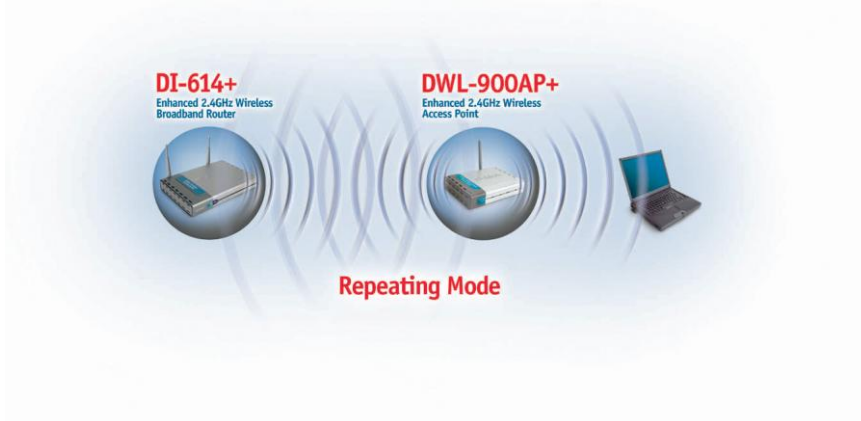 DI-614+
Enhanced 2.4GHz Wireless
Broadband Router
DWL-900AP+
Enhanced 2.4GHz Wireless
Access Point
Repeating Mode